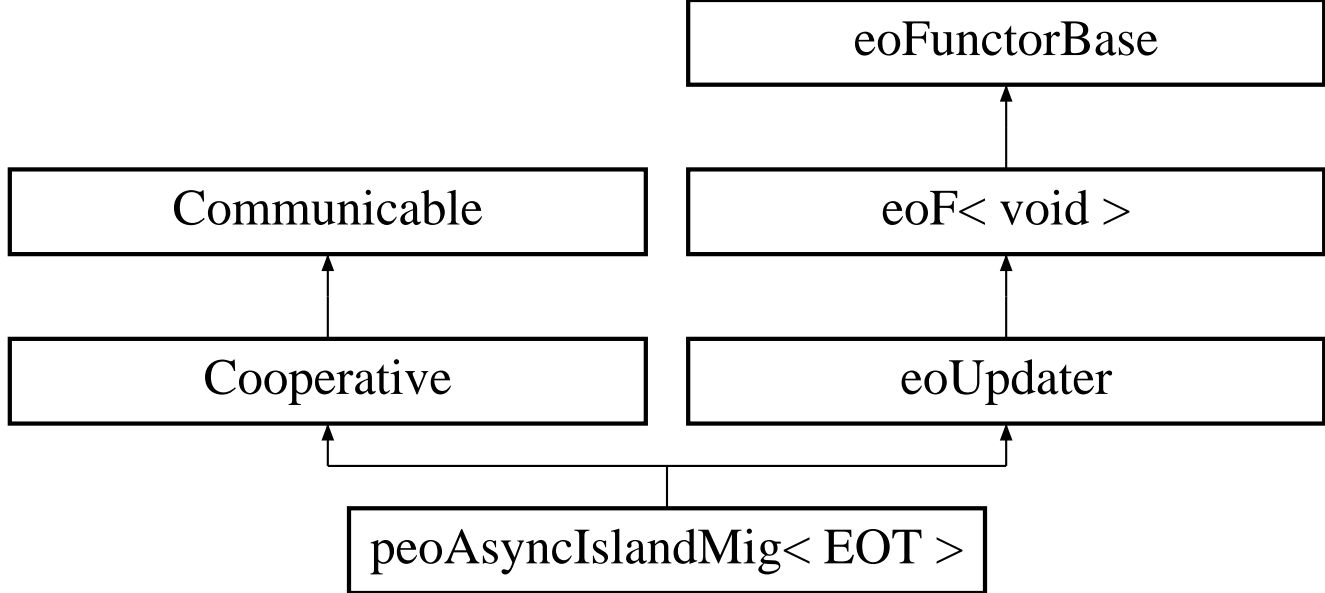 eoFunctorBase
Communicable
eoF< void >
Cooperative
eoUpdater
peoAsyncIslandMig< EOT >